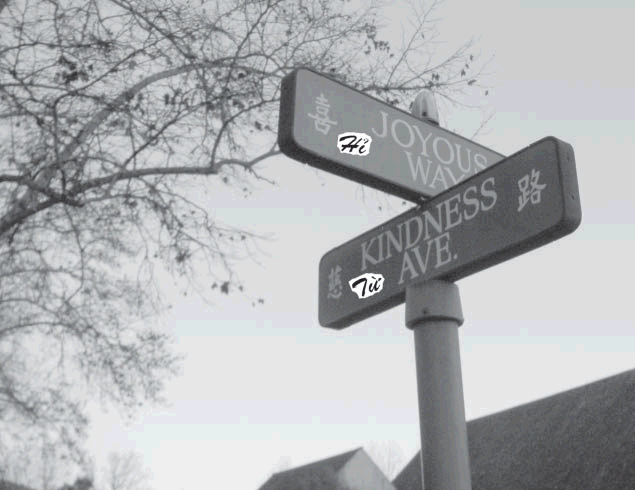 喜 JOYOUS
Hỉ WAY
KINDNESS 路
慈 Từ AVE.